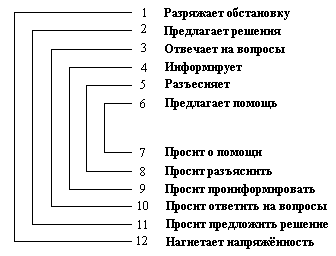 1 Разряжает обстановку
2 Предлагает решения
3 Отвечает на вопросы
4 Информирует
5 Разъесняет
6 Предлагает помощь
7 Просит о помощи
8 Просит разъяснить
9 Просит прониформировать
10 Просит ответить на вопросы
11 Просит предложить решение
12 Нагнетает напряжённость